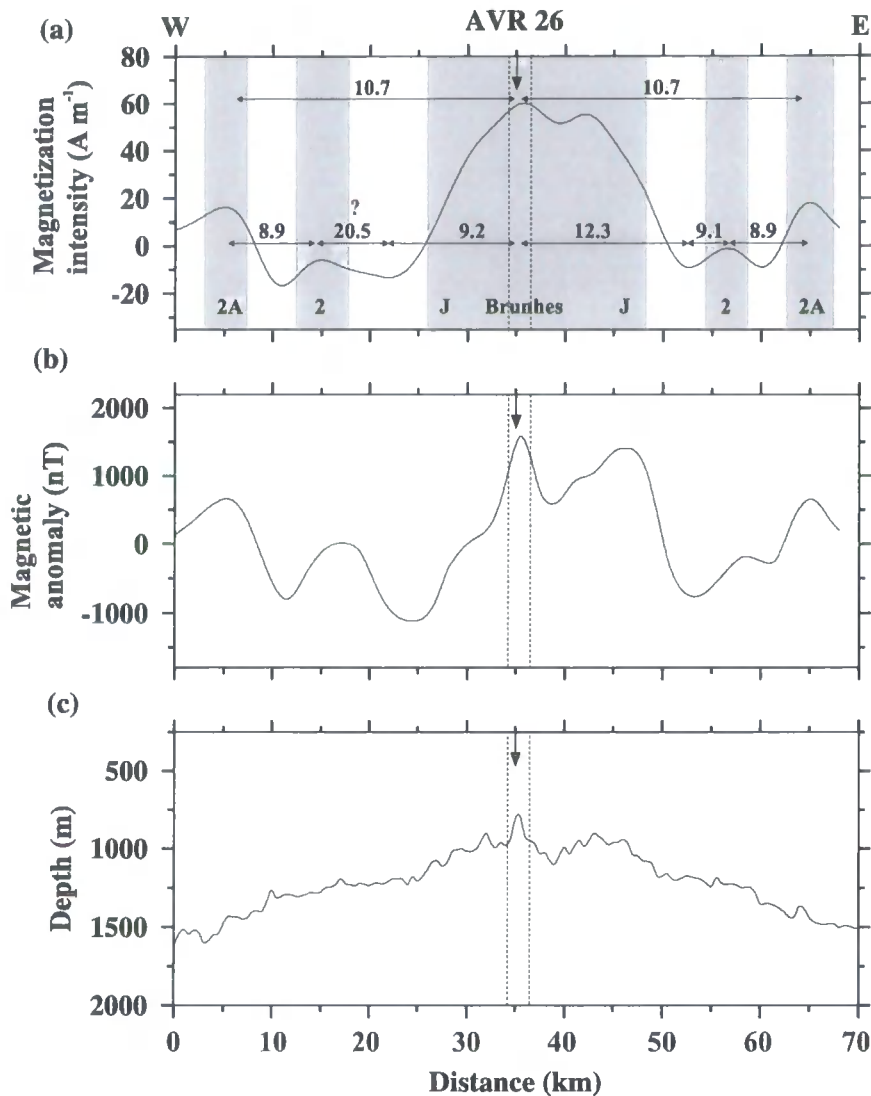 AVR 26
(a) W E
80
60
40
20
0
-20
Magnetization
intensity (A m⁻¹)
10.7 10.7
?
8.9 20.5 9.2 12.3 9.1 8.9
2A 2 J Brunhes J 2 2A
(b)
2000
1000
0
-1000
Magnetic
anomaly (nT)
(c)
500
1000
1500
2000
Depth (m)
0 10 20 30 40 50 60 70
Distance (km)